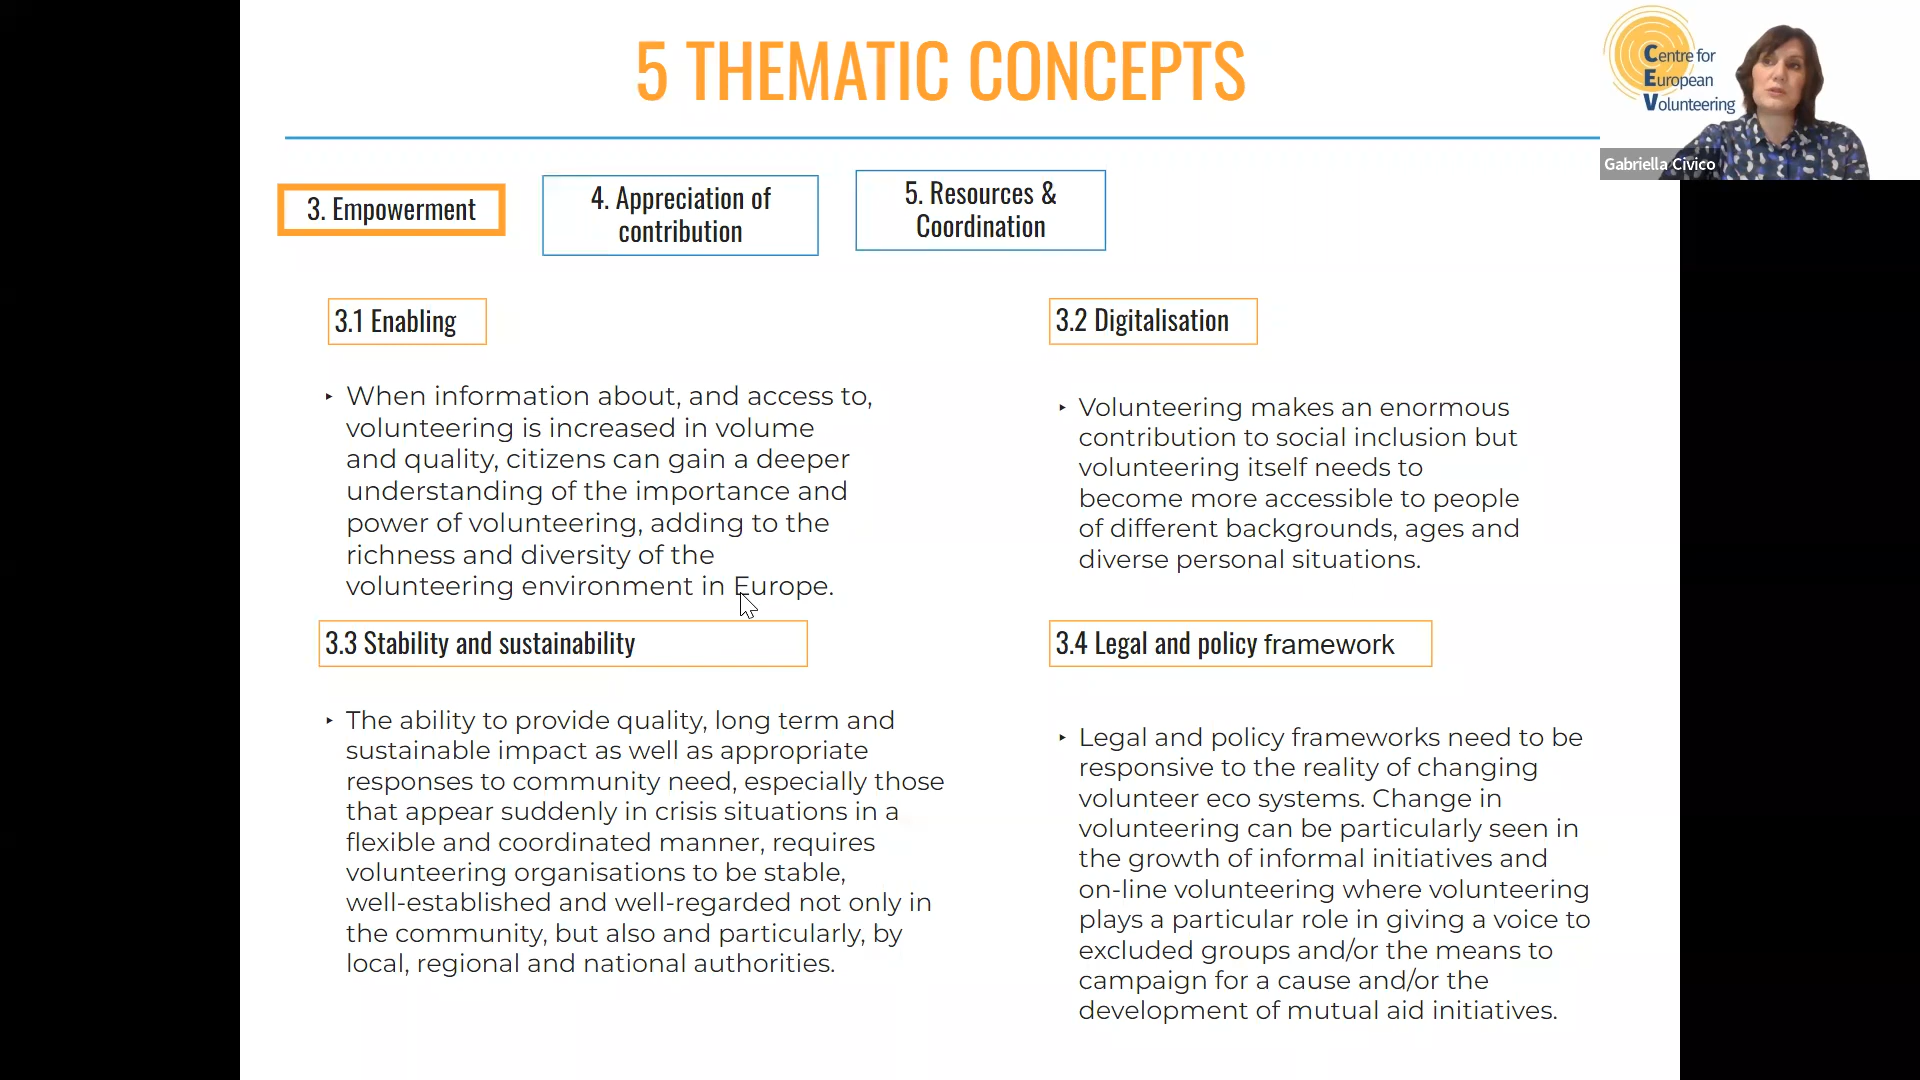 5 THEMATIC CONCEPTS
Centre for
European
Volunteering
Gabriella Civico
3. Empowerment
4. Appreciation of
contribution
5. Resources &
Coordination
3.1 Enabling
‣ When information about, and access to,
volunteering is increased in volume
and quality, citizens can gain a deeper
understanding of the importance and
power of volunteering, adding to the
richness and diversity of the
volunteering environment in Europe.
3.2 Digitalisation
‣ Volunteering makes an enormous
contribution to social inclusion but
volunteering itself needs to
become more accessible to people
of different backgrounds, ages and
diverse personal situations.
3.3 Stability and sustainability
‣ The ability to provide quality, long term and
sustainable impact as well as appropriate
responses to community need, especially those
that appear suddenly in crisis situations in a
flexible and coordinated manner, requires
volunteering organisations to be stable,
well-established and well-regarded not only in
the community, but also and particularly, by
local, regional and national authorities.
3.4 Legal and policy framework
‣ Legal and policy frameworks need to be
responsive to the reality of changing
volunteer eco systems. Change in
volunteering can be particularly seen in
the growth of informal initiatives and
on-line volunteering where volunteering
plays a particular role in giving a voice to
excluded groups and/or the means to
campaign for a cause and/or the
development of mutual aid initiatives.